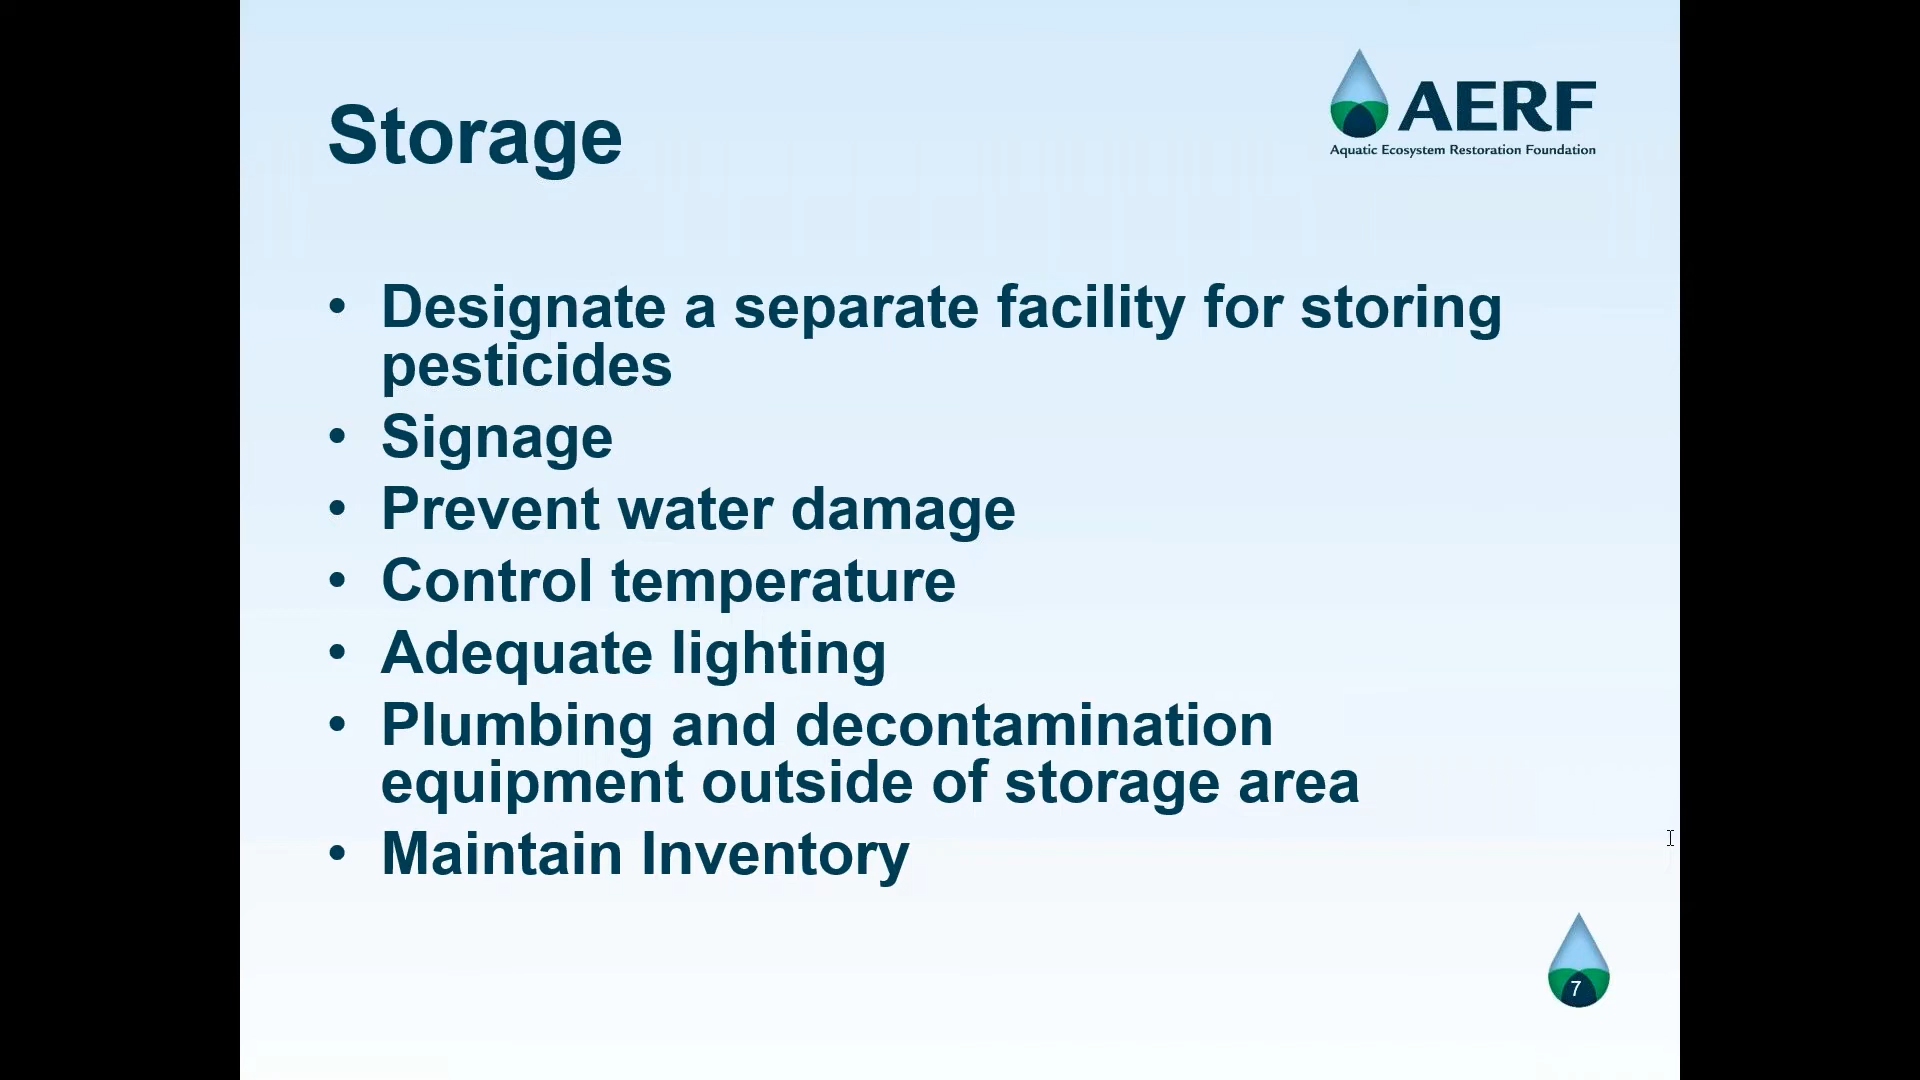 Storage
AERF
Aquatic Ecosystem Restoration Foundation
• Designate a separate facility for storing
pesticides
• Signage
• Prevent water damage
• Control temperature
• Adequate lighting
• Plumbing and decontamination
equipment outside of storage area
• Maintain Inventory
7